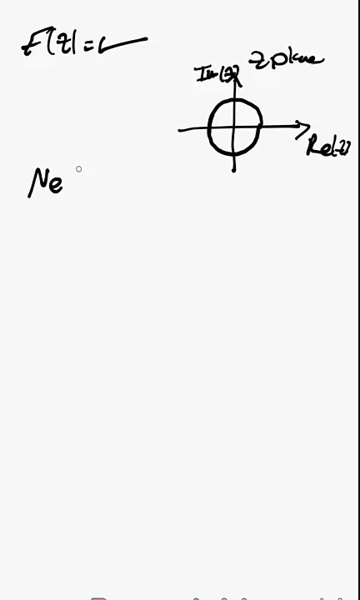 F(z) =
Im(z) z plane
Re(z)
Ne